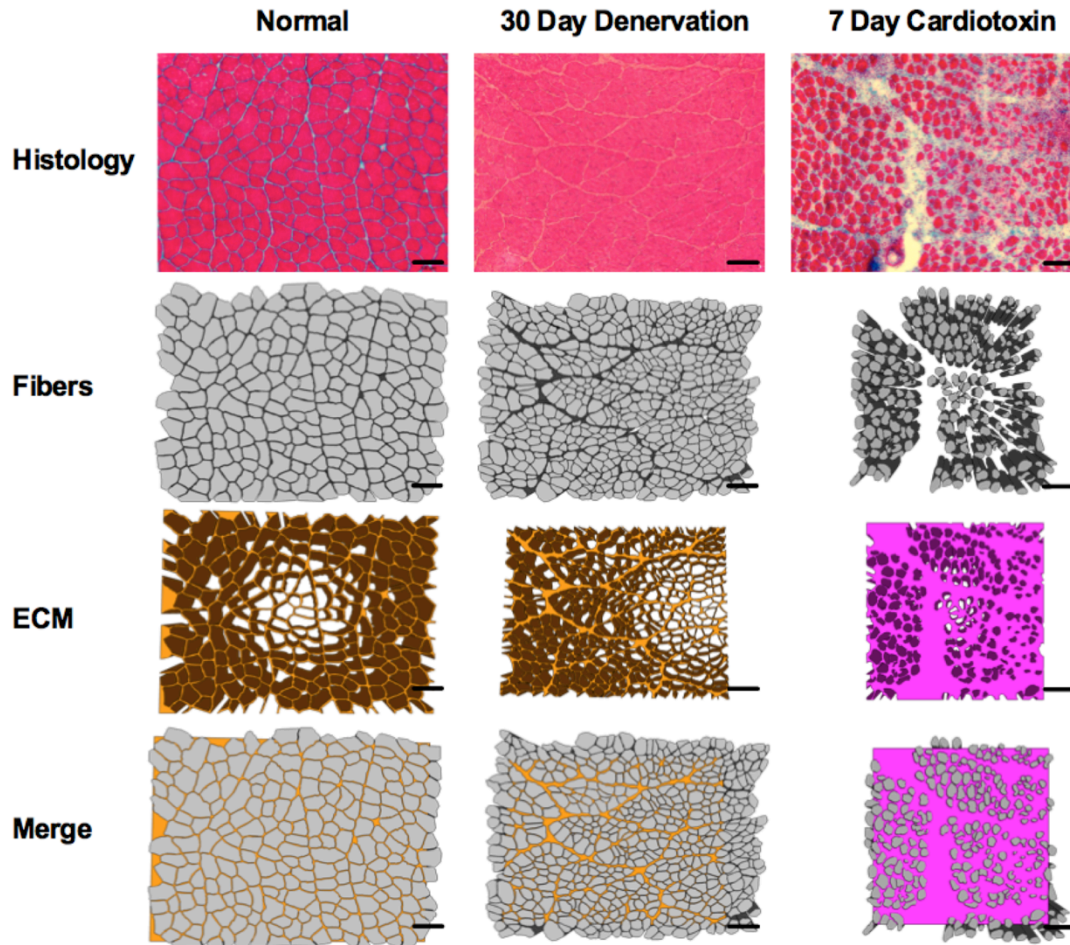 Normal 30 Day Denervation 7 Day Cardiotoxin
Histology
Fibers
ECM
Merge